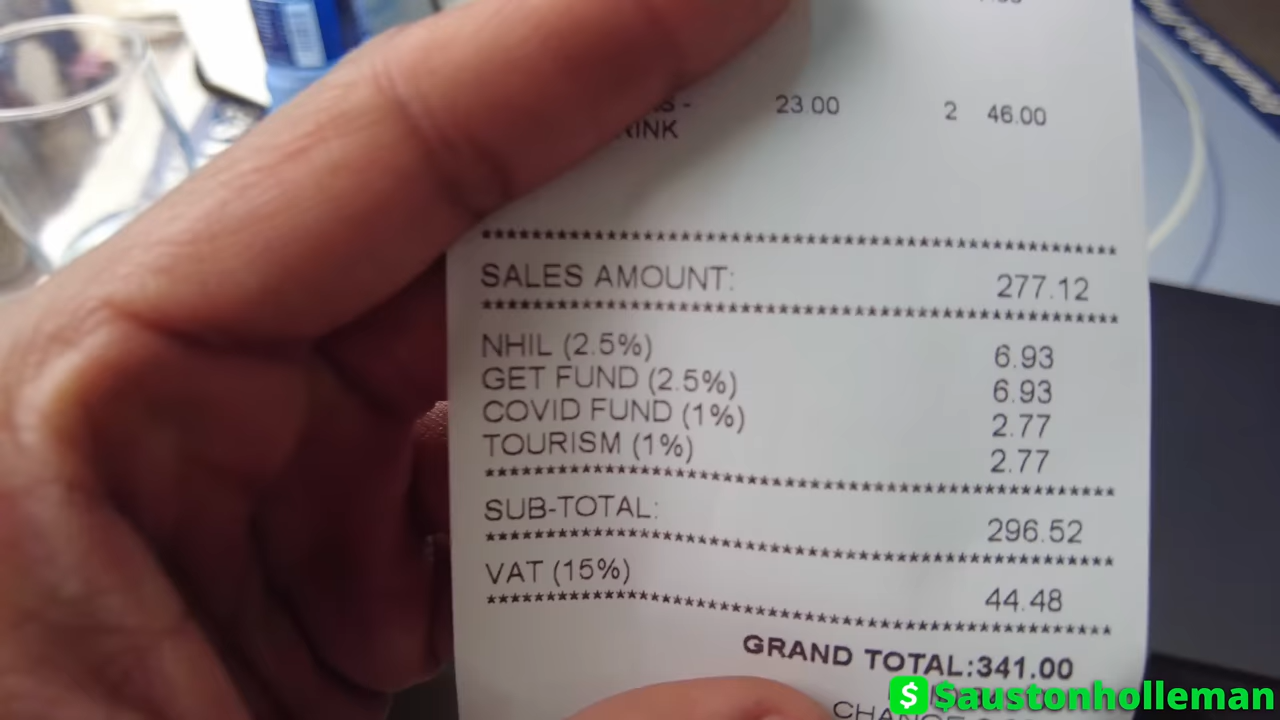 23.00 2 46.00
SALES AMOUNT: 277.12
NHIL (2.5%) 6.93
GET FUND (2.5%) 6.93
COVID FUND (1%) 2.77
TOURISM (1%) 2.77
SUB-TOTAL: 296.52
VAT (15%) 44.48
GRAND TOTAL:341.00
$austonholleman